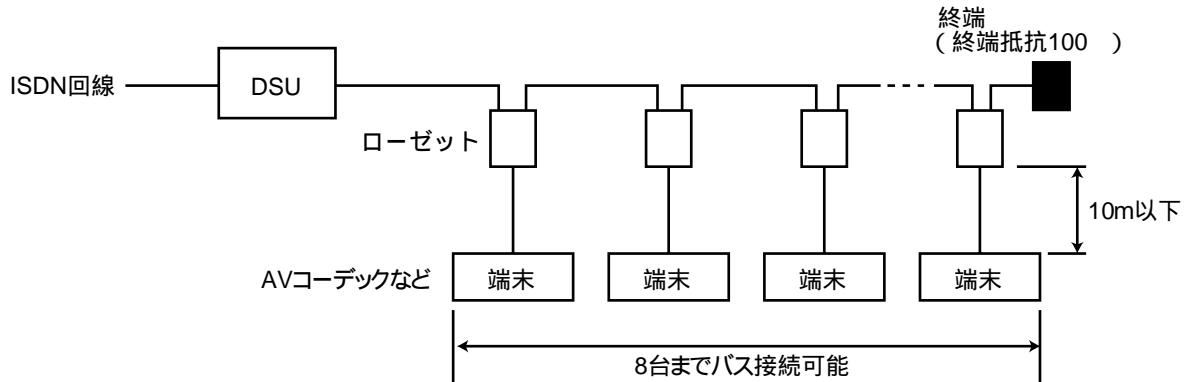 終端
(終端抵抗100 )
ISDN回線
DSU
ローゼット
10m以下
AVコーデックなど
端末
端末
端末
端末
8台までバス接続可能